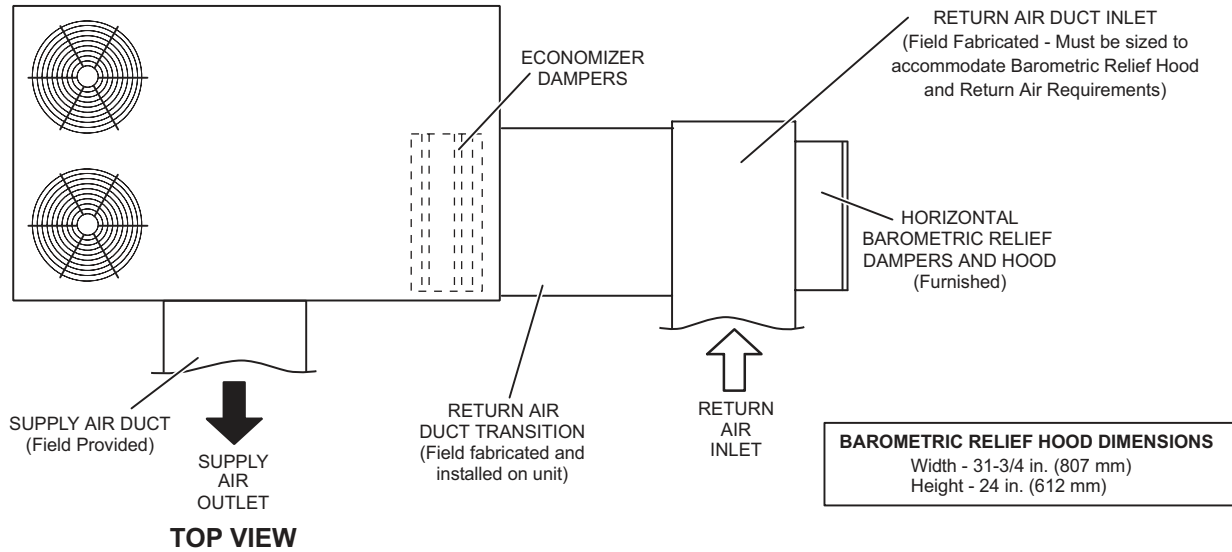 RETURN AIR DUCT INLET
(Field Fabricated - Must be sized to
accommodate Barometric Relief Hood
and Return Air Requirements)
ECONOMIZER
DAMPERS
HORIZONTAL
BAROMETRIC RELIEF
DAMPERS AND HOOD
(Furnished)
SUPPLY AIR DUCT
(Field Provided)
SUPPLY
AIR
OUTLET
RETURN AIR
DUCT TRANSITION
(Field fabricated and
installed on unit)
RETURN
AIR
INLET
BAROMETRIC RELIEF HOOD DIMENSIONS
Width - 31-3/4 in. (807 mm)
Height - 24 in. (612 mm)
TOP VIEW